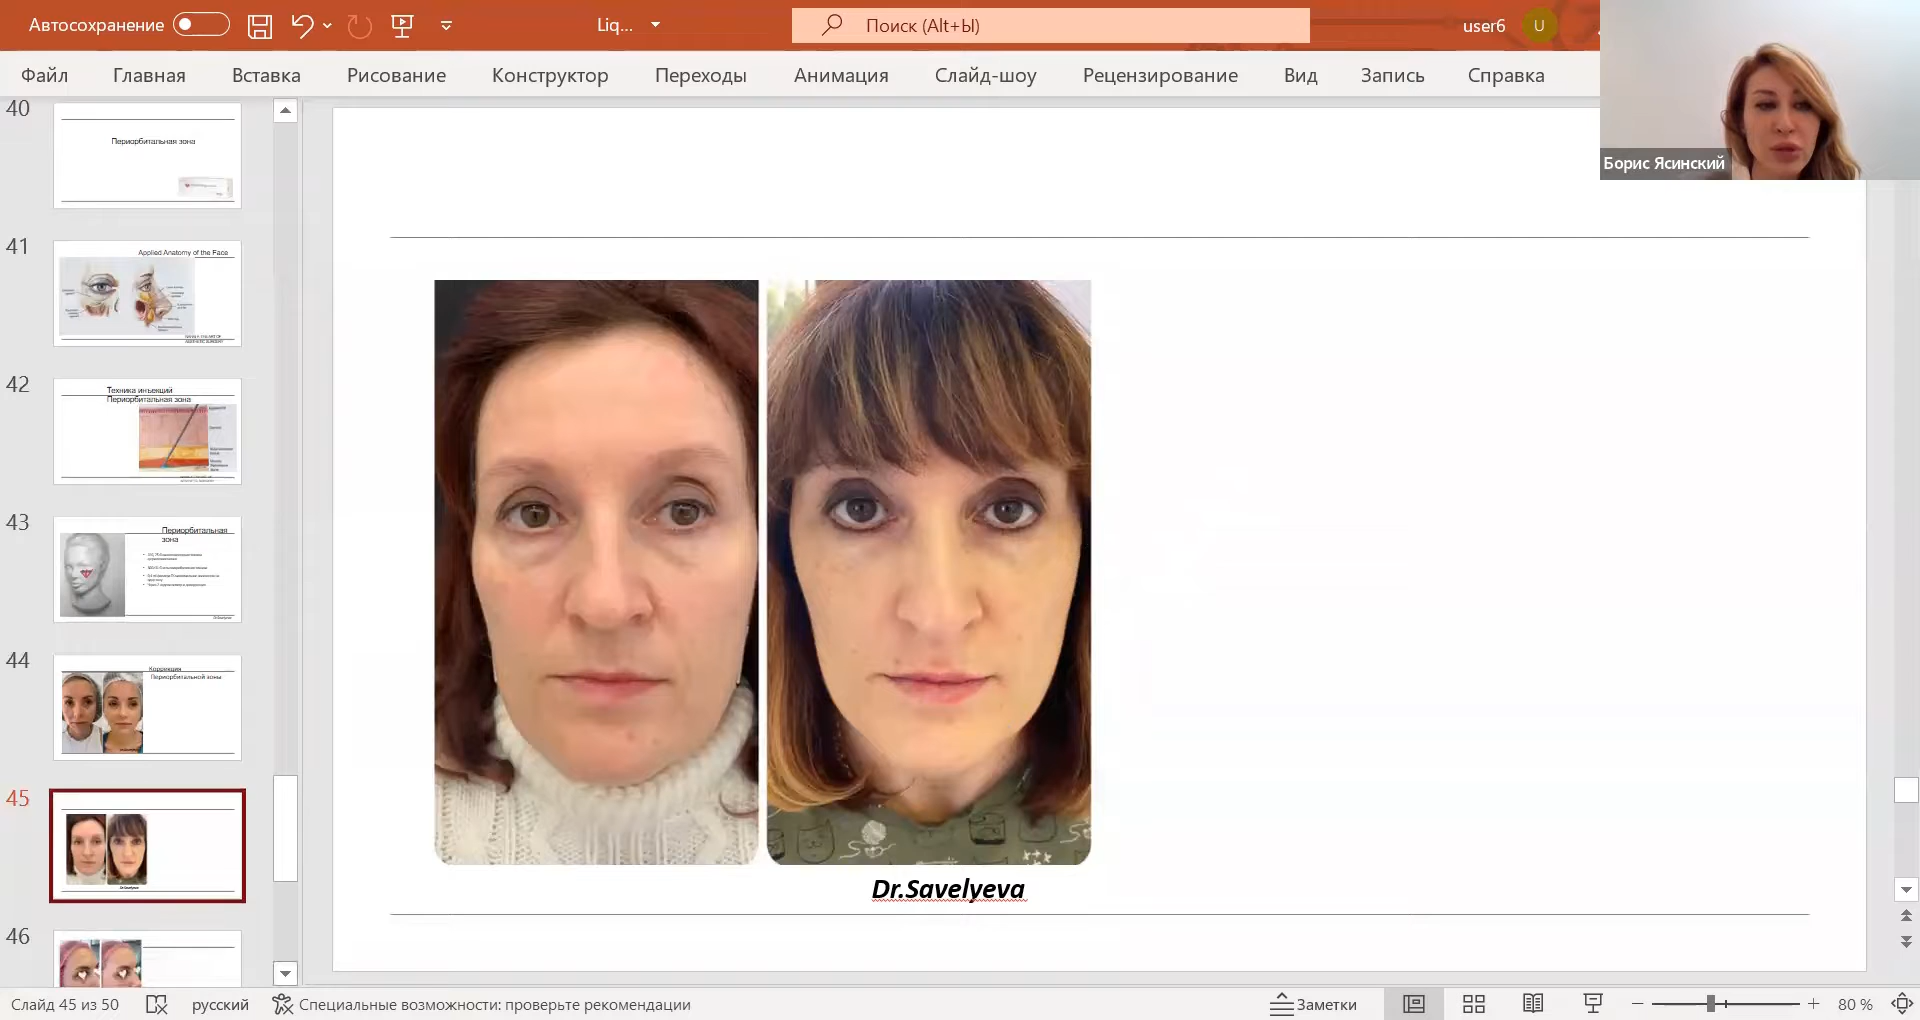 Автосохранение
Liq...
Поиск (Alt+Ы)
user6
U
Файл Главная Вставка Рисование Конструктор Переходы Анимация Слайд-шоу Рецензирование Вид Запись Справка
Борис Ясинский
40
Периорбитальная зона
41
Applied Anatomy of the Face
42
Техника инъекций
Периорбитальная зона
43
Периорбитальная
зона
44
Коррекция
Периорбитальной зоны
45
Dr.Savelyeva
46
Dr.Savelyeva
Слайд 45 из 50 русский Специальные возможности: проверьте рекомендации Заметки 80 %